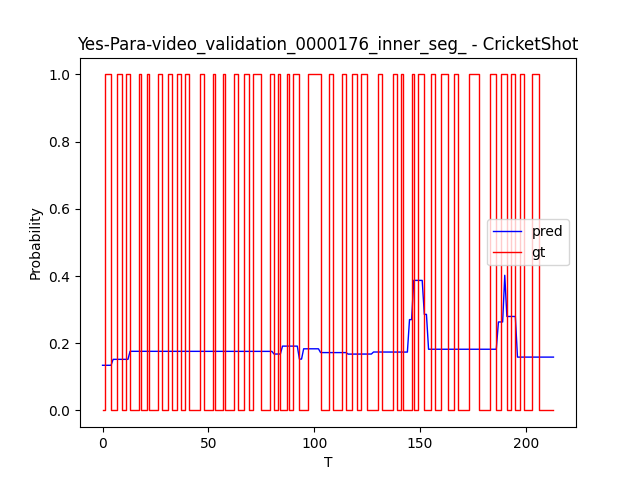 Yes-Para-video_validation_0000176_inner_seg_ - CricketShot
1.0
0.8
0.6
0.4
0.2
0.0
Probability
pred
gt
0
50
100
150
200
T